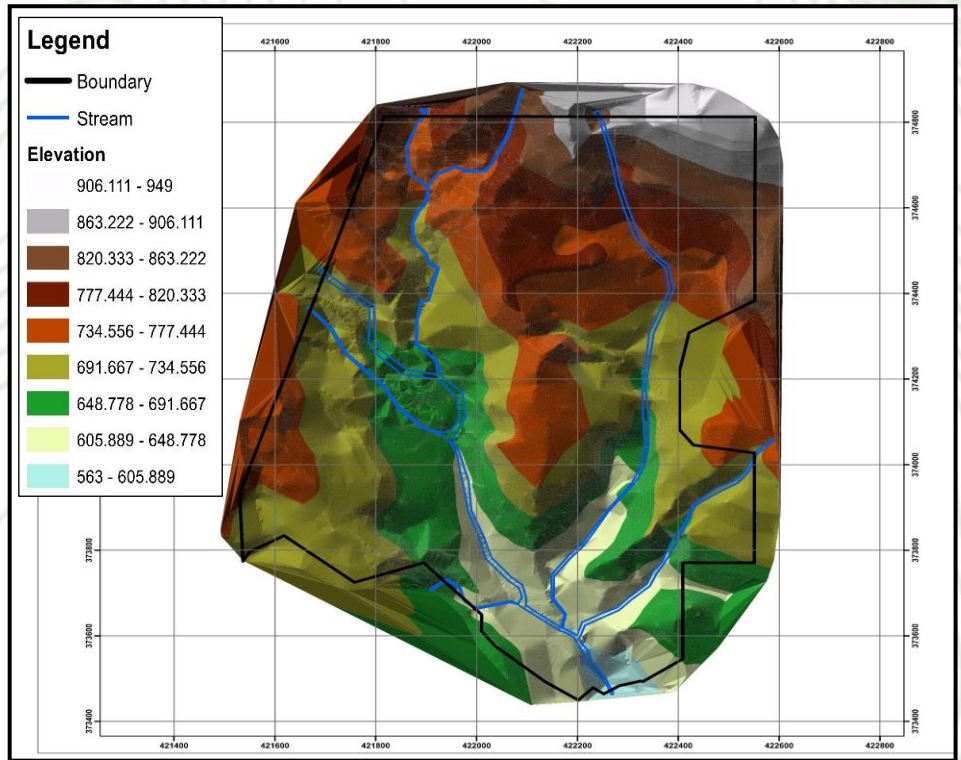 Legend
Boundary
Stream
Elevation
906.111 - 949
863.222 - 906.111
820.333 - 863.222
777.444 - 820.333
734.556 - 777.444
691.667 - 734.556
648.778 - 691.667
605.889 - 648.778
563 - 605.889
421600 421800 422000 422200 422400 422600 422800
374800
374600
374400
374200
374000
373800 373800
373600 373600
373400 373400
421400 421600 421800 422000 422200 422400 422600 422800